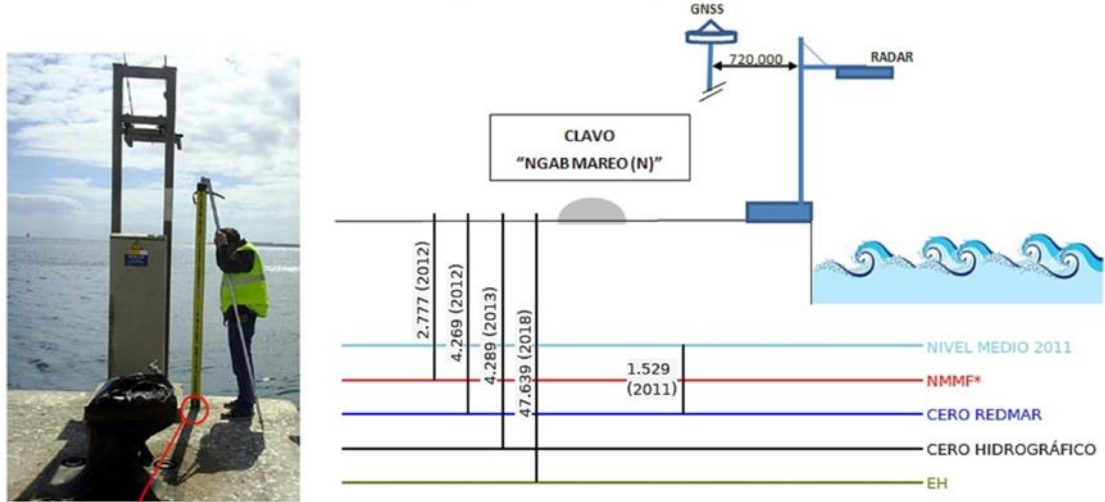 GNSS
720,000
RADAR
CLAVO
"NGAB MAREO (N)"
2.777 (2012)
4.269 (2012)
4.289 (2013)
47.639 (2018)
1.529
(2011)
NIVEL MEDIO 2011
NMMF*
CERO REDMAR
CERO HIDROGRÁFICO
EH